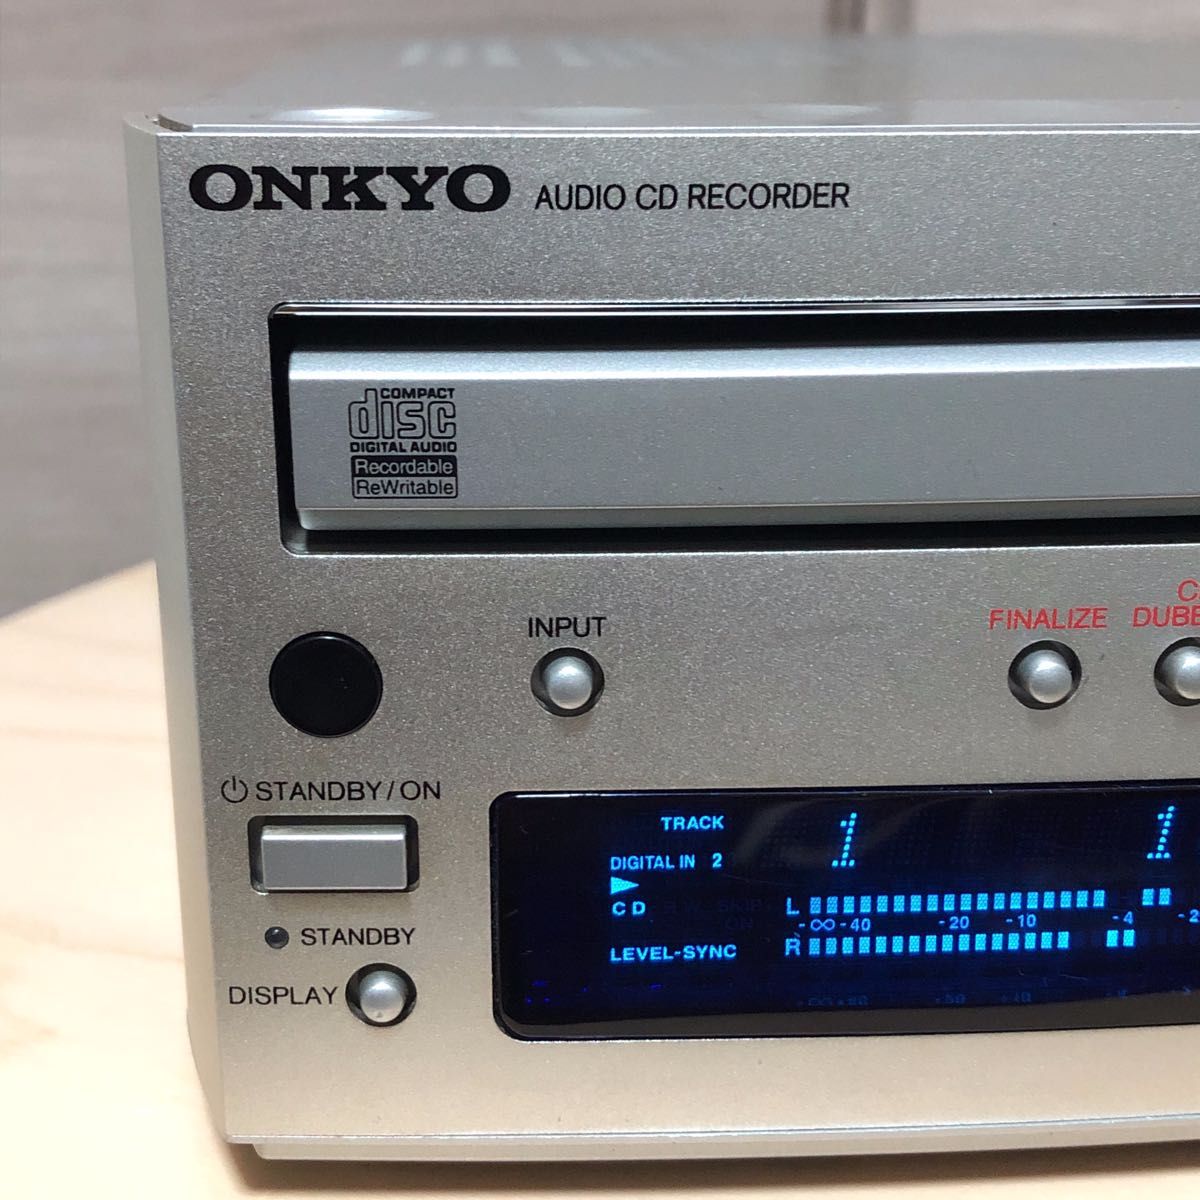 ONKYO AUDIO CD RECORDER
COMPACT
disc
DIGITAL AUDIO
Recordable
ReWritable
INPUT
FINALIZE
STANDBY/ON
STANDBY
DISPLAY
TRACK 1 1
DIGITAL IN 2
CD
L
-∞ -40 -20 -10 -4 -2
R
LEVEL-SYNC